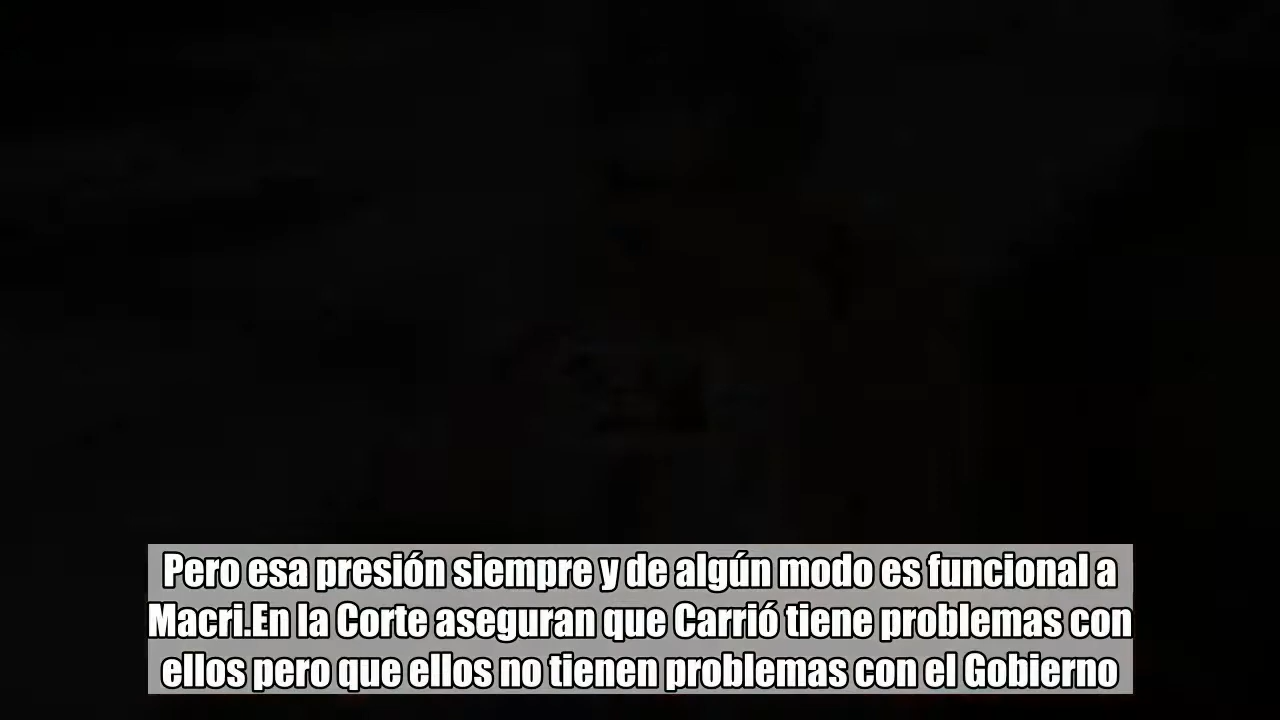 Pero esa presión siempre y de algún modo es funcional a
Macri.En la Corte aseguran que Carrió tiene problemas con
ellos pero que ellos no tienen problemas con el Gobierno